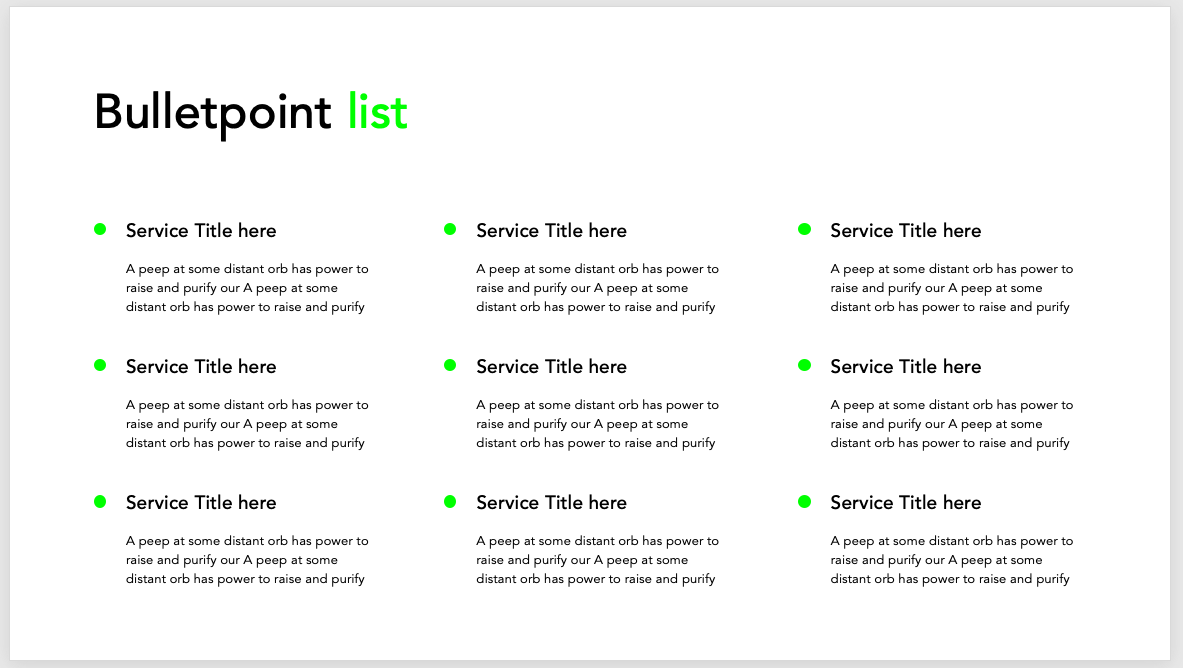 Bulletpoint list
Service Title here
A peep at some distant orb has power to
raise and purify our A peep at some
distant orb has power to raise and purify
Service Title here
A peep at some distant orb has power to
raise and purify our A peep at some
distant orb has power to raise and purify
Service Title here
A peep at some distant orb has power to
raise and purify our A peep at some
distant orb has power to raise and purify
Service Title here
A peep at some distant orb has power to
raise and purify our A peep at some
distant orb has power to raise and purify
Service Title here
A peep at some distant orb has power to
raise and purify our A peep at some
distant orb has power to raise and purify
Service Title here
A peep at some distant orb has power to
raise and purify our A peep at some
distant orb has power to raise and purify
Service Title here
A peep at some distant orb has power to
raise and purify our A peep at some
distant orb has power to raise and purify
Service Title here
A peep at some distant orb has power to
raise and purify our A peep at some
distant orb has power to raise and purify
Service Title here
A peep at some distant orb has power to
raise and purify our A peep at some
distant orb has power to raise and purify